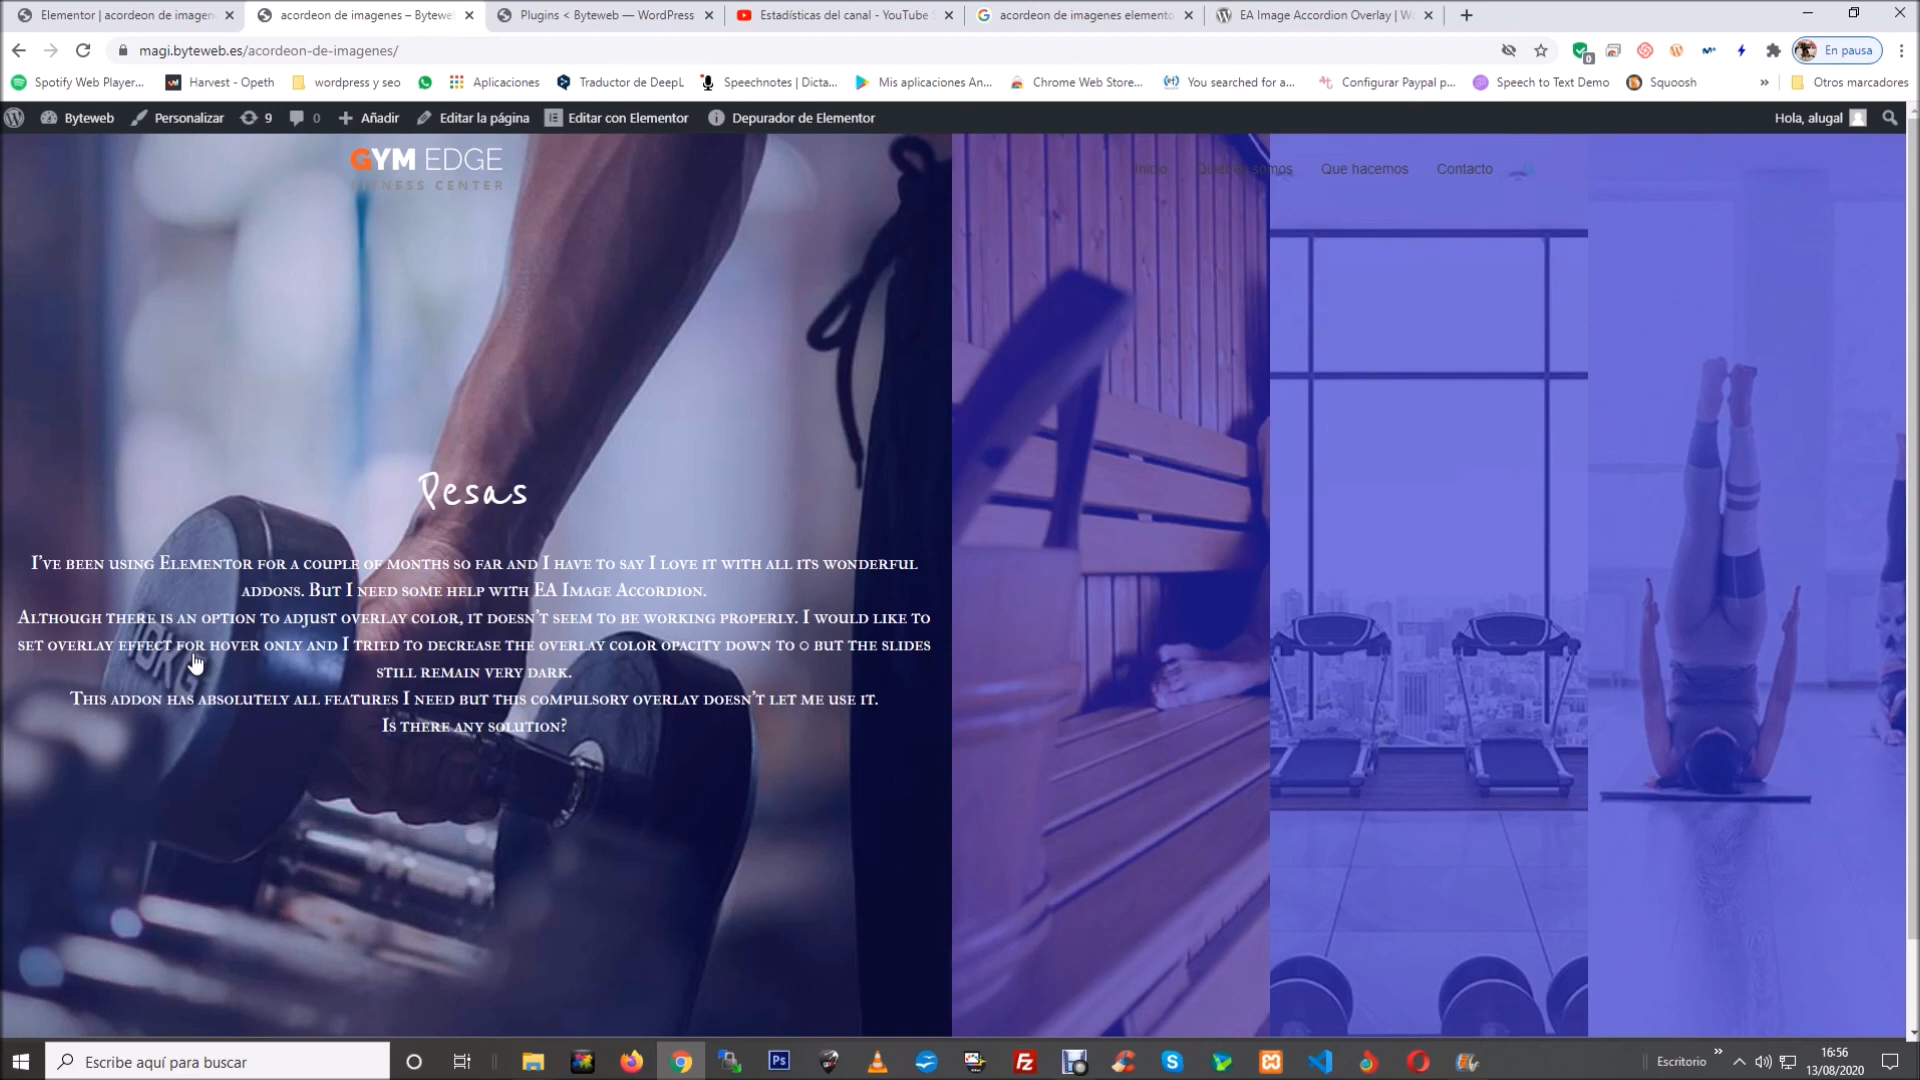 Elementor | acordeon de imagen
acordeon de imagenes – Bytewe
Plugins < Byteweb — WordPress
Estadísticas del canal - YouTube
acordeon de imagenes elemento
EA Image Accordion Overlay | W
magi.byteweb.es/acordeon-de-imagenes/
0
En pausa
Spotify Web Player...
Harvest - Opeth
wordpress y seo
Aplicaciones
Traductor de DeepL
Speechnotes | Dicta...
Mis aplicaciones An...
Chrome Web Store...
You searched for a...
Configurar Paypal p...
Speech to Text Demo
Squoosh
»
Otros marcadores
Byteweb
Personalizar
9
0
Añadir
Editar la página
Editar con Elementor
Depurador de Elementor
Hola, alugal
GYM EDGE
FITNESS CENTER
Inicio
Quienes somos
Que hacemos
Contacto
Pesas
I've been using Elementor for a couple of months so far and I have to say I love it with all its wonderful
addons. But I need some help with EA Image Accordion.
Although there is an option to adjust overlay color, it doesn't seem to be working properly. I would like to
set overlay effect for hover only and I tried to decrease the overlay color opacity down to 0 but the slides
still remain very dark.
This addon has absolutely all features I need but this compulsory overlay doesn't let me use it.
Is there any solution?
10KG
Escribe aquí para buscar
Ps
Escritorio
»
16:56
13/08/2020